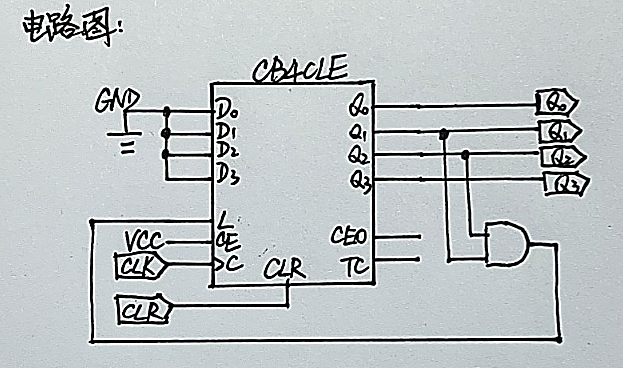 电路图:
CB4CLE
GND
D0
D1
D2
D3
Q0
Q1
Q2
Q3
Q0
Q1
Q2
Q3
L
VCC
CE
CLK
C
CLR
CEO
TC
CLR